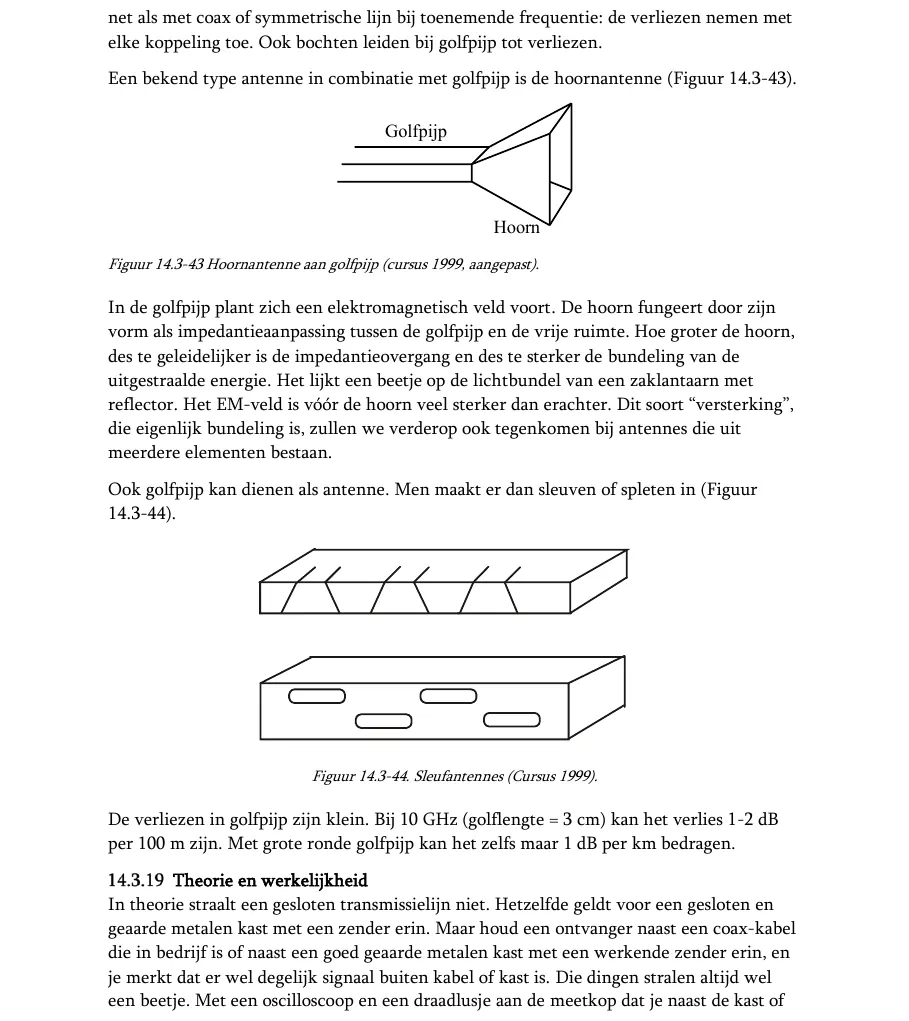 net als met coax of symmetrische lijn bij toenemende frequentie: de verliezen nemen met
elke koppeling toe. Ook bochten leiden bij golfpijp tot verliezen.
Een bekend type antenne in combinatie met golfpijp is de hoornantenne (Figuur 14.3-43).
Golfpijp
Hoorn
Figuur 14.3-43 Hoornantenne aan golfpijp (cursus 1999, aangepast).
In de golfpijp plant zich een elektromagnetisch veld voort. De hoorn fungeert door zijn
vorm als impedantieaanpassing tussen de golfpijp en de vrije ruimte. Hoe groter de hoorn,
des te geleidelijker is de impedantieovergang en des te sterker de bundeling van de
uitgestraalde energie. Het lijkt een beetje op de lichtbundel van een zaklantaarn met
reflector. Het EM-veld is vóór de hoorn veel sterker dan erachter. Dit soort “versterking”,
die eigenlijk bundeling is, zullen we verderop ook tegenkomen bij antennes die uit
meerdere elementen bestaan.
Ook golfpijp kan dienen als antenne. Men maakt er dan sleuven of spleten in (Figuur
14.3-44).
Figuur 14.3-44. Sleufantennes (Cursus 1999).
De verliezen in golfpijp zijn klein. Bij 10 GHz (golflengte = 3 cm) kan het verlies 1-2 dB
per 100 m zijn. Met grote ronde golfpijp kan het zelfs maar 1 dB per km bedragen.
14.3.19 Theorie en werkelijkheid
In theorie straalt een gesloten transmissielijn niet. Hetzelfde geldt voor een gesloten en
geaarde metalen kast met een zender erin. Maar houd een ontvanger naast een coax-kabel
die in bedrijf is of naast een goed geaarde metalen kast met een werkende zender erin, en
je merkt dat er wel degelijk signaal buiten kabel of kast is. Die dingen stralen altijd wel
een beetje. Met een oscilloscoop en een draadlusje aan de meetkop dat je naast de kast of